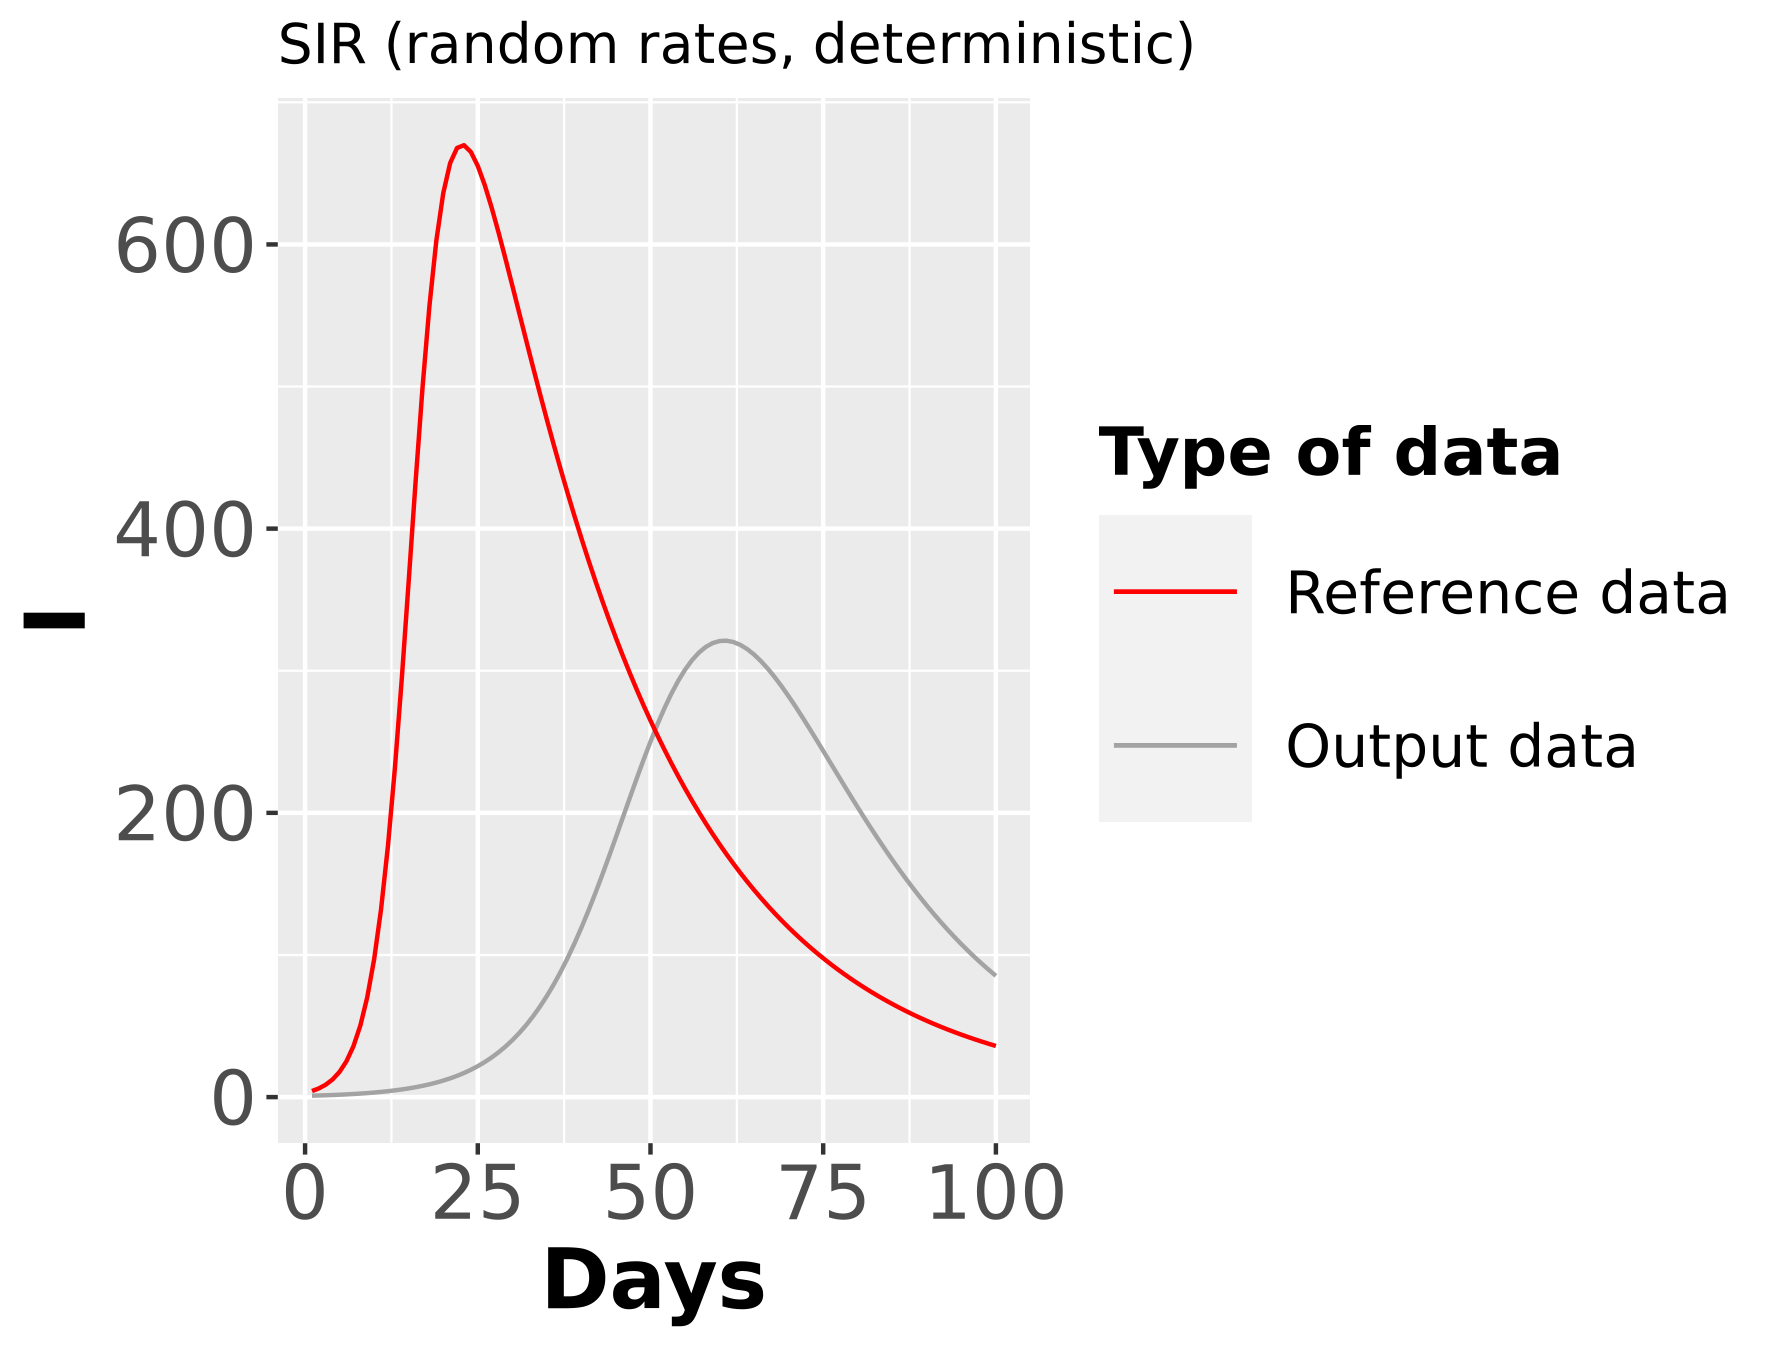 SIR (random rates, deterministic)
600
400
200
0
I
0 25 50 75 100
Days
Type of data
Reference data
Output data